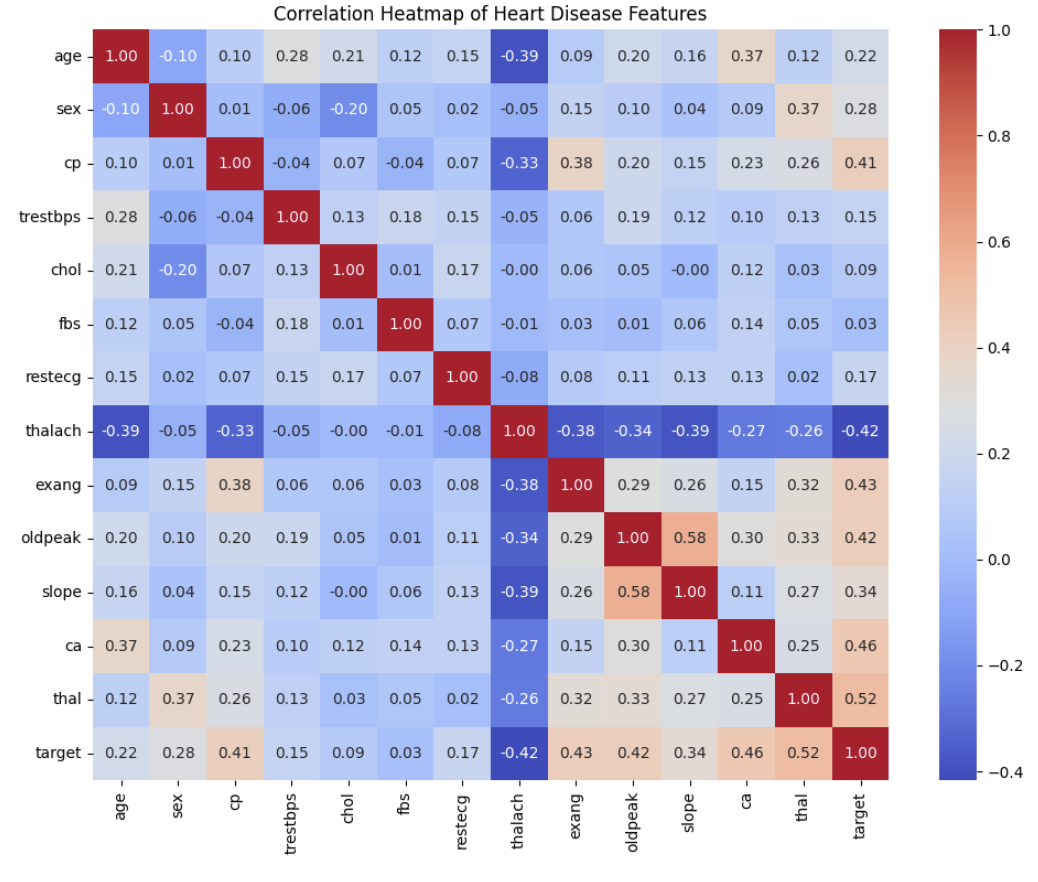 Correlation Heatmap of Heart Disease Features
age 1.00 -0.10 0.10 0.28 0.21 0.12 0.15 -0.39 0.09 0.20 0.16 0.37 0.12 0.22
sex -0.10 1.00 0.01 -0.06 -0.20 0.05 0.02 -0.05 0.15 0.10 0.04 0.09 0.37 0.28
cp 0.10 0.01 1.00 -0.04 0.07 -0.04 0.07 -0.33 0.38 0.20 0.15 0.23 0.26 0.41
trestbps 0.28 -0.06 -0.04 1.00 0.13 0.18 0.15 -0.05 0.06 0.19 0.12 0.10 0.13 0.15
chol 0.21 -0.20 0.07 0.13 1.00 0.01 0.17 -0.00 0.06 0.05 -0.00 0.12 0.03 0.09
fbs 0.12 0.05 -0.04 0.18 0.01 1.00 0.07 -0.01 0.03 0.01 0.06 0.14 0.05 0.03
restecg 0.15 0.02 0.07 0.15 0.17 0.07 1.00 -0.08 0.08 0.11 0.13 0.13 0.02 0.17
thalach -0.39 -0.05 -0.33 -0.05 -0.00 -0.01 -0.08 1.00 -0.38 -0.34 -0.39 -0.27 -0.26 -0.42
exang 0.09 0.15 0.38 0.06 0.06 0.03 0.08 -0.38 1.00 0.29 0.26 0.15 0.32 0.43
oldpeak 0.20 0.10 0.20 0.19 0.05 0.01 0.11 -0.34 0.29 1.00 0.58 0.30 0.33 0.42
slope 0.16 0.04 0.15 0.12 -0.00 0.06 0.13 -0.39 0.26 0.58 1.00 0.11 0.27 0.34
ca 0.37 0.09 0.23 0.10 0.12 0.14 0.13 -0.27 0.15 0.30 0.11 1.00 0.25 0.46
thal 0.12 0.37 0.26 0.13 0.03 0.05 0.02 -0.26 0.32 0.33 0.27 0.25 1.00 0.52
target 0.22 0.28 0.41 0.15 0.09 0.03 0.17 -0.42 0.43 0.42 0.34 0.46 0.52 1.00
age sex cp trestbps chol fbs restecg thalach exang oldpeak slope ca thal target
1.0
0.8
0.6
0.4
0.2
0.0
−0.2
−0.4